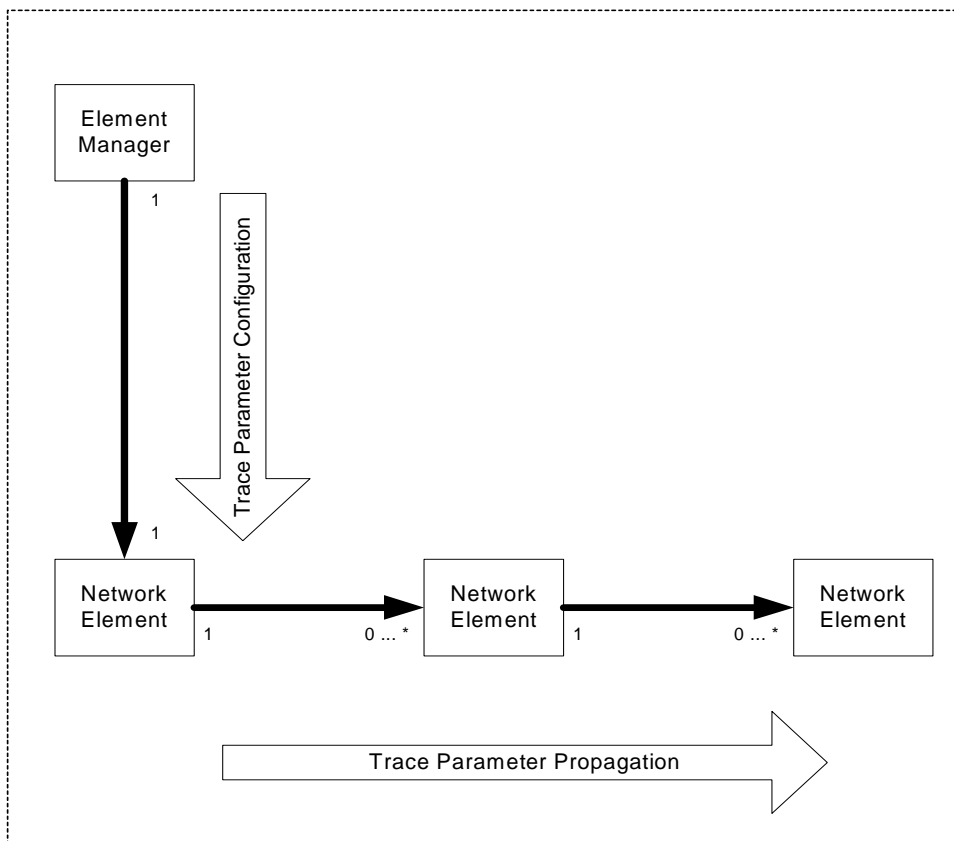 Element
Manager
1
Trace Parameter Configuration
1
Network
Element
1
0 ... *
Network
Element
1
0 ... *
Network
Element
Trace Parameter Propagation